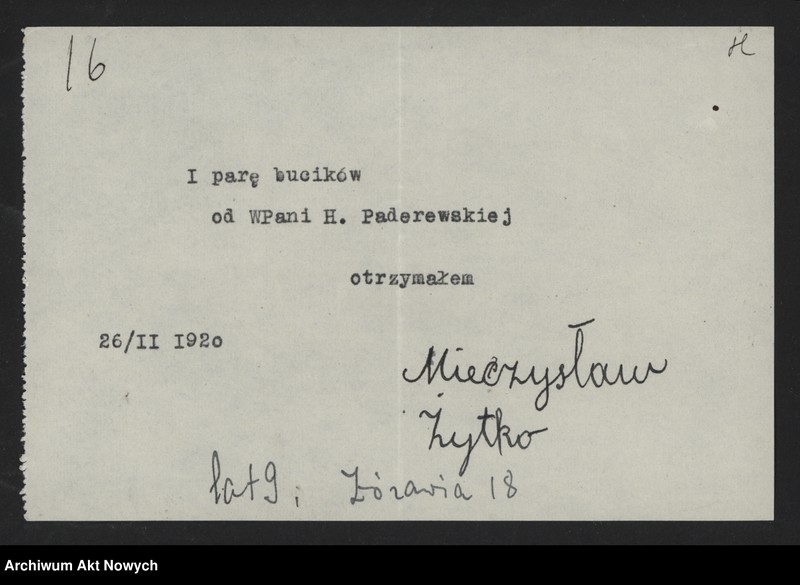 16
H
I parę bucików
od WPani H. Paderewskiej
otrzymałem
26/II 1920
Mieczysław
Żytko
lat 9; Żórawia 18
Archiwum Akt Nowych